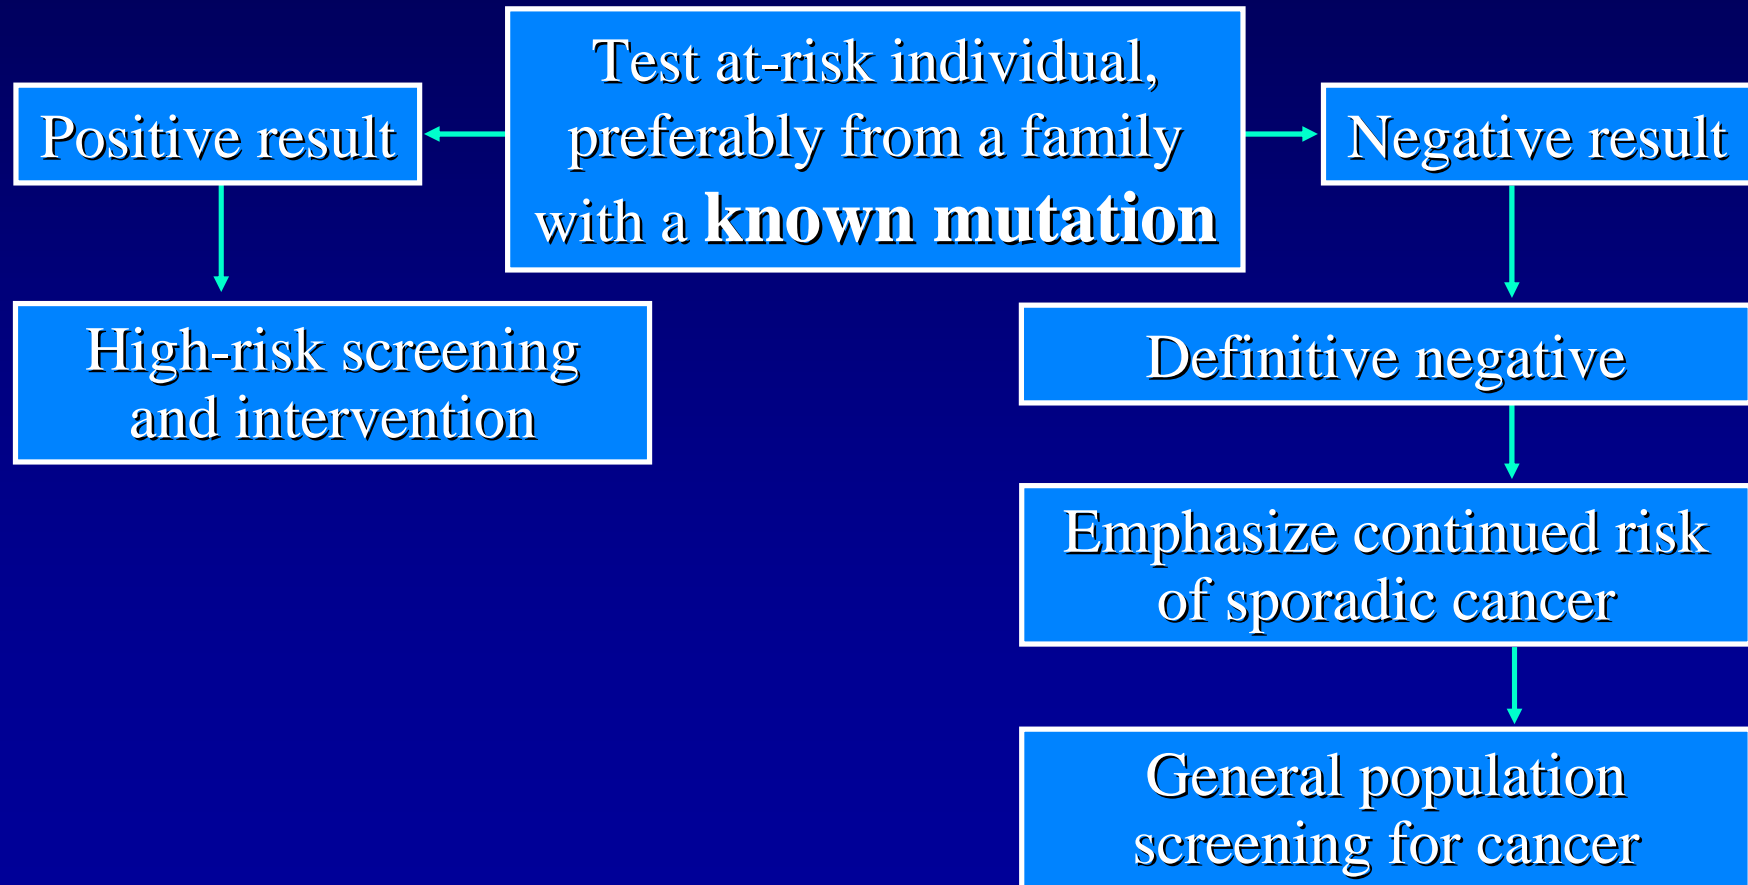 Test at-risk individual,
preferably from a family
with a known mutation
Positive result
Negative result
High-risk screening
and intervention
Definitive negative
Emphasize continued risk
of sporadic cancer
General population
screening for cancer